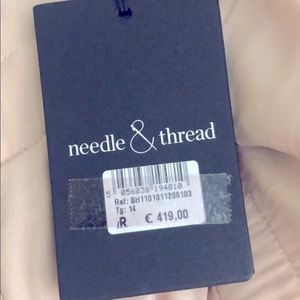 needle & thread
5 056038 194810
Ref: BH1101011200103
Tg: 14
R € 419,00